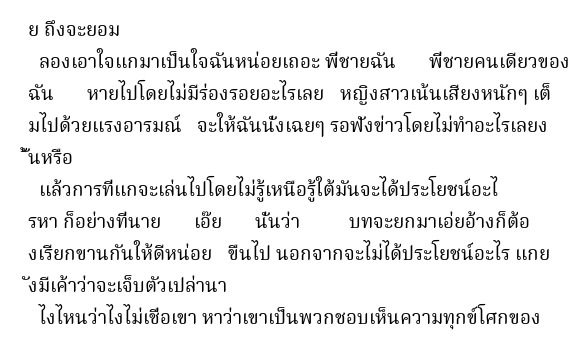 ย ถึงจะยอม
ลองเอาใจแกมาเป็นใจฉันหน่อยเถอะ พี่ชายฉัน พี่ชายคนเดียวของ
ฉัน หายไปโดยไม่มีร่องรอยอะไรเลย หญิงสาวเน้นเสียงหนักๆ เต็
มไปด้วยแรงอารมณ์ จะให้ฉันนั่งเฉยๆ รอฟังข่าวโดยไม่ทำอะไรเลยง
ั้นหรือ
แล้วการที่แกจะเล่นไปโดยไม่รู้เหนือรู้ใต้มันจะได้ประโยชน์อะไ
รหา ก็อย่างที่นาย เอ๊ย นั่นว่า บทจะยกมาเอ่ยอ้างก็ต้อ
งเรียกขานกันให้ดีหน่อย ขืนไป นอกจากจะไม่ได้ประโยชน์อะไร แกย
ังมีเค้าว่าจะเจ็บตัวเปล่านา
ไงไหนว่าไงไม่เชื่อเขา หาว่าเขาเป็นพวกชอบเห็นความทุกข์โศกของ